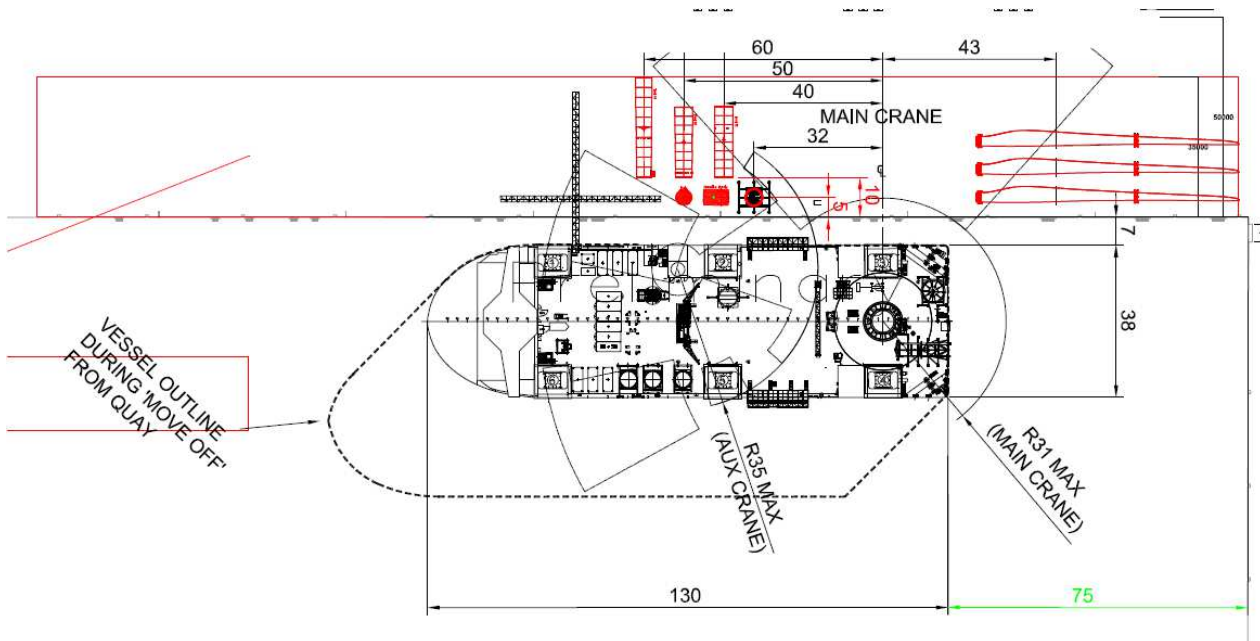 60
43
50
40
MAIN CRANE
32
50000
35000
10
5
7
38
VESSEL OUTLINE
DURING 'MOVE OFF'
FROM QUAY
R35 MAX
(AUX CRANE)
R31 MAX
(MAIN CRANE)
130
75